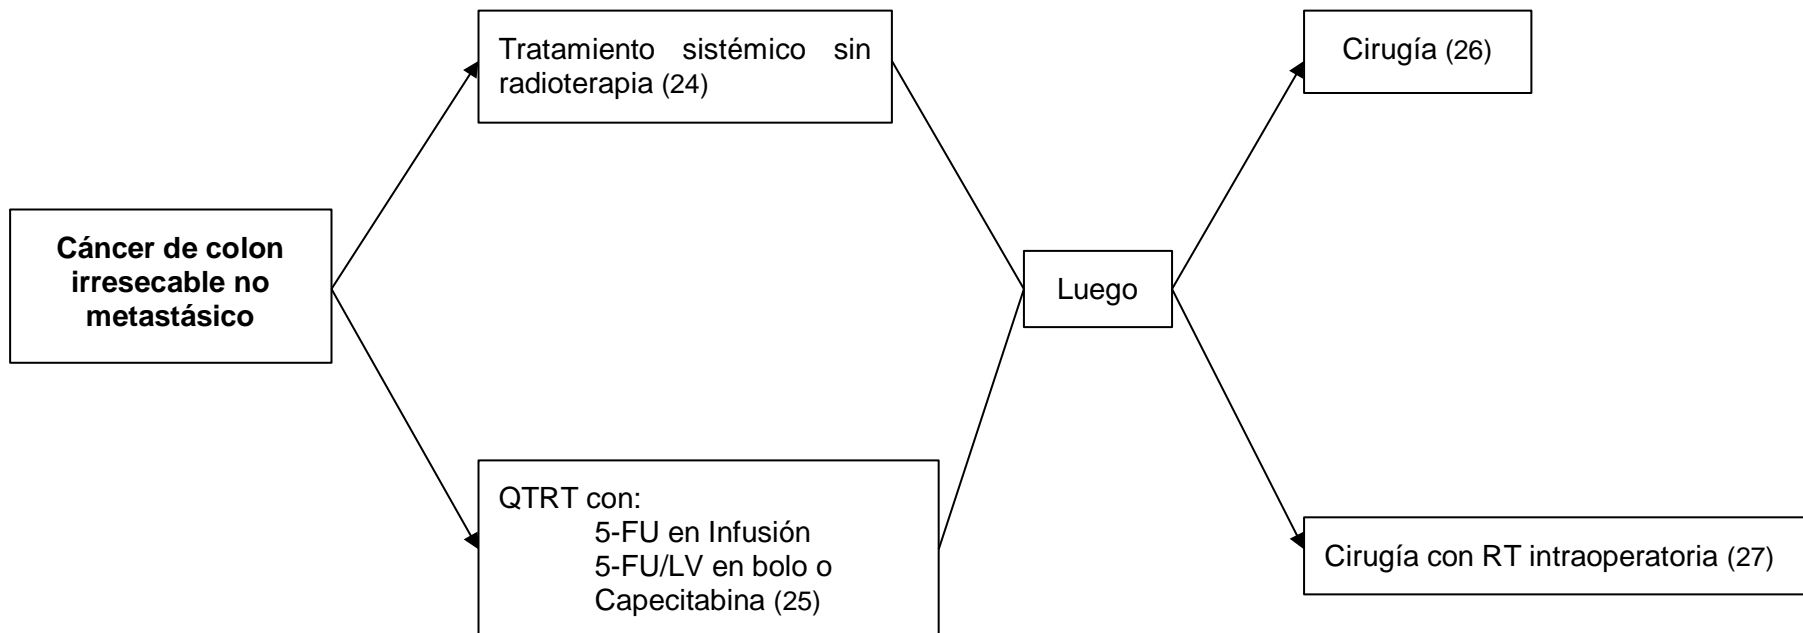 Tratamiento sistémico sin
radioterapia (24)
Cirugía (26)
Cáncer de colon
irresecable no
metastásico
Luego
QTRT con:
5-FU en Infusión
5-FU/LV en bolo o
Capecitabina (25)
Cirugía con RT intraoperatoria (27)